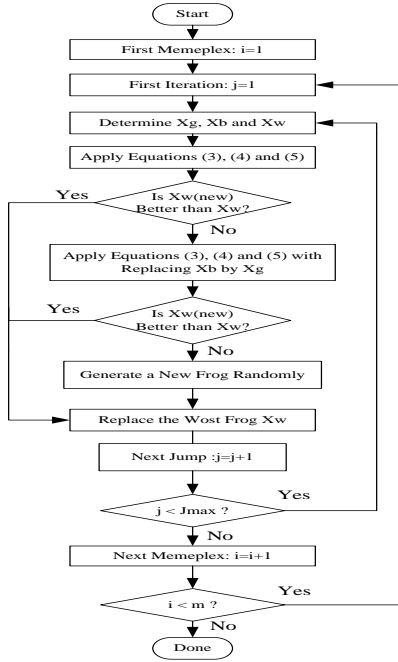 Start
First Memeplex: i=1
First Iteration: j=1
Determine Xg, Xb and Xw
Apply Equations (3), (4) and (5)
Yes
Is Xw(new)
Better than Xw?
No
Apply Equations (3), (4) and (5) with
Replacing Xb by Xg
Yes
Is Xw(new)
Better than Xw?
No
Generate a New Frog Randomly
Replace the Wost Frog Xw
Next Jump :j=j+1
j < Jmax ?
Yes
No
Next Memeplex: i=i+1
i < m ?
Yes
No
Done